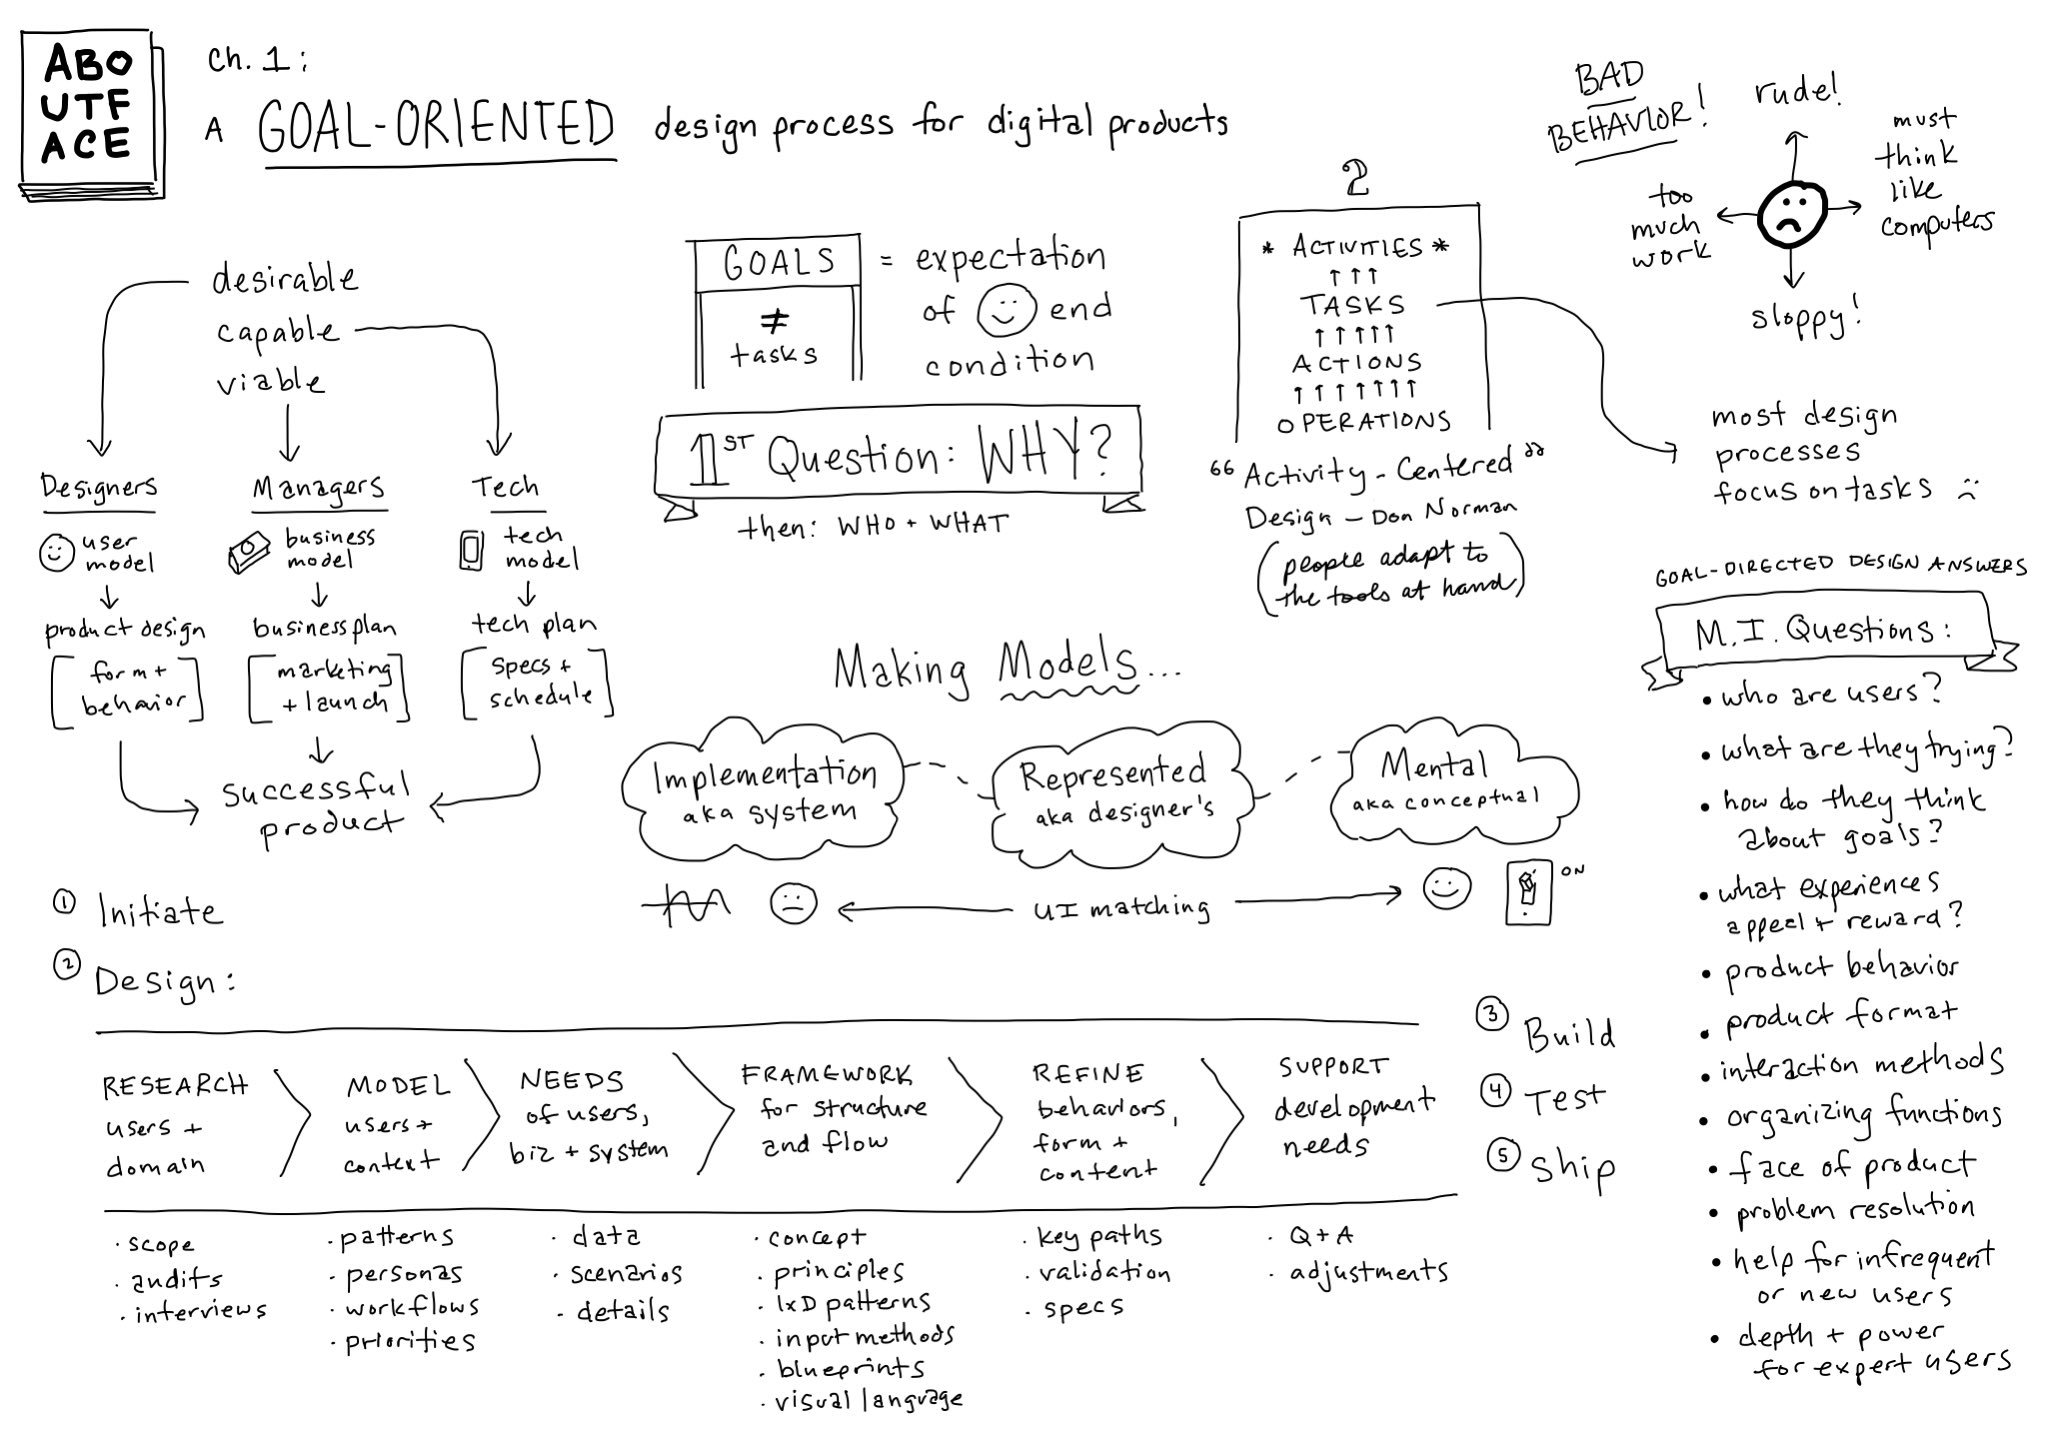 ABO
UTF
ACE
ch. 1:
A GOAL-ORIENTED design process for digital products
BAD
BEHAVIOR!
rude!
must
think
like
computers
too
much
work
sloppy!
desirable
capable
viable
Designers
user
model
product design
form +
behavior
Managers
business
model
business plan
marketing
+ launch
Tech
tech
model
tech plan
specs +
schedule
successful
product
GOALS
≠
tasks
= expectation
of end
condition
1ST Question: WHY?
then: WHO + WHAT
2
* ACTIVITIES *
↑↑↑
TASKS
↑↑↑↑↑
ACTIONS
↑↑↑↑↑↑↑
OPERATIONS
"Activity-Centered"
Design - Don Norman
(people adapt to
the tools at hand)
most design
processes
focus on tasks :(
GOAL-DIRECTED DESIGN ANSWERS
M.I. Questions:
• who are users?
• what are they trying?
• how do they think
about goals?
• what experiences
appeal + reward?
• product behavior
• product format
• interaction methods
• organizing functions
• face of product
• problem resolution
• help for infrequent
or new users
• depth + power
for expert users
Making Models...
Implementation
aka system
Represented
aka designer's
Mental
aka conceptual
UI matching
ON
1 Initiate
2 Design:
RESEARCH
users +
domain
· scope
· audits
· interviews
MODEL
users +
context
· patterns
· personas
· workflows
· priorities
NEEDS
of users,
biz + system
· data
· scenarios
· details
FRAMEWORK
for structure
and flow
· concept
· principles
· IxD patterns
· input methods
· blueprints
· visual language
REFINE
behaviors,
form +
content
· key paths
· validation
· specs
SUPPORT
development
needs
· Q + A
· adjustments
3 Build
4 Test
5 Ship